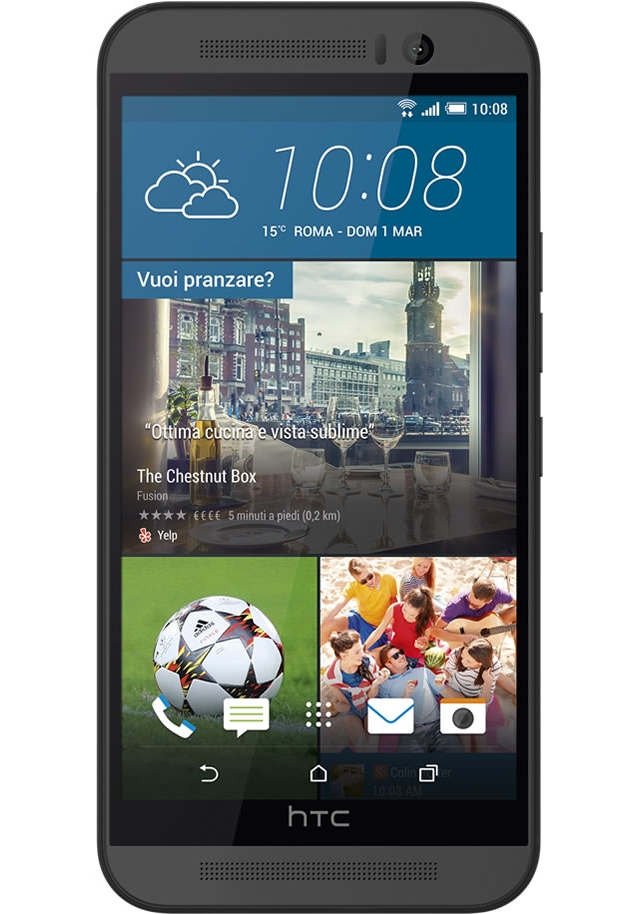 10:08
10:08
15°C ROMA - DOM 1 MAR
Vuoi pranzare?
“Ottima cucina e vista sublime”
The Chestnut Box
Fusion
€€€€ 5 minuti a piedi (0,2 km)
Yelp
adidas
10:08 AM
hTC